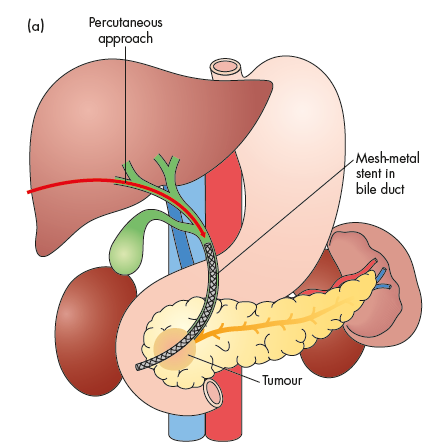 (a)
Percutaneous
approach
Mesh-metal
stent in
bile duct
Tumour